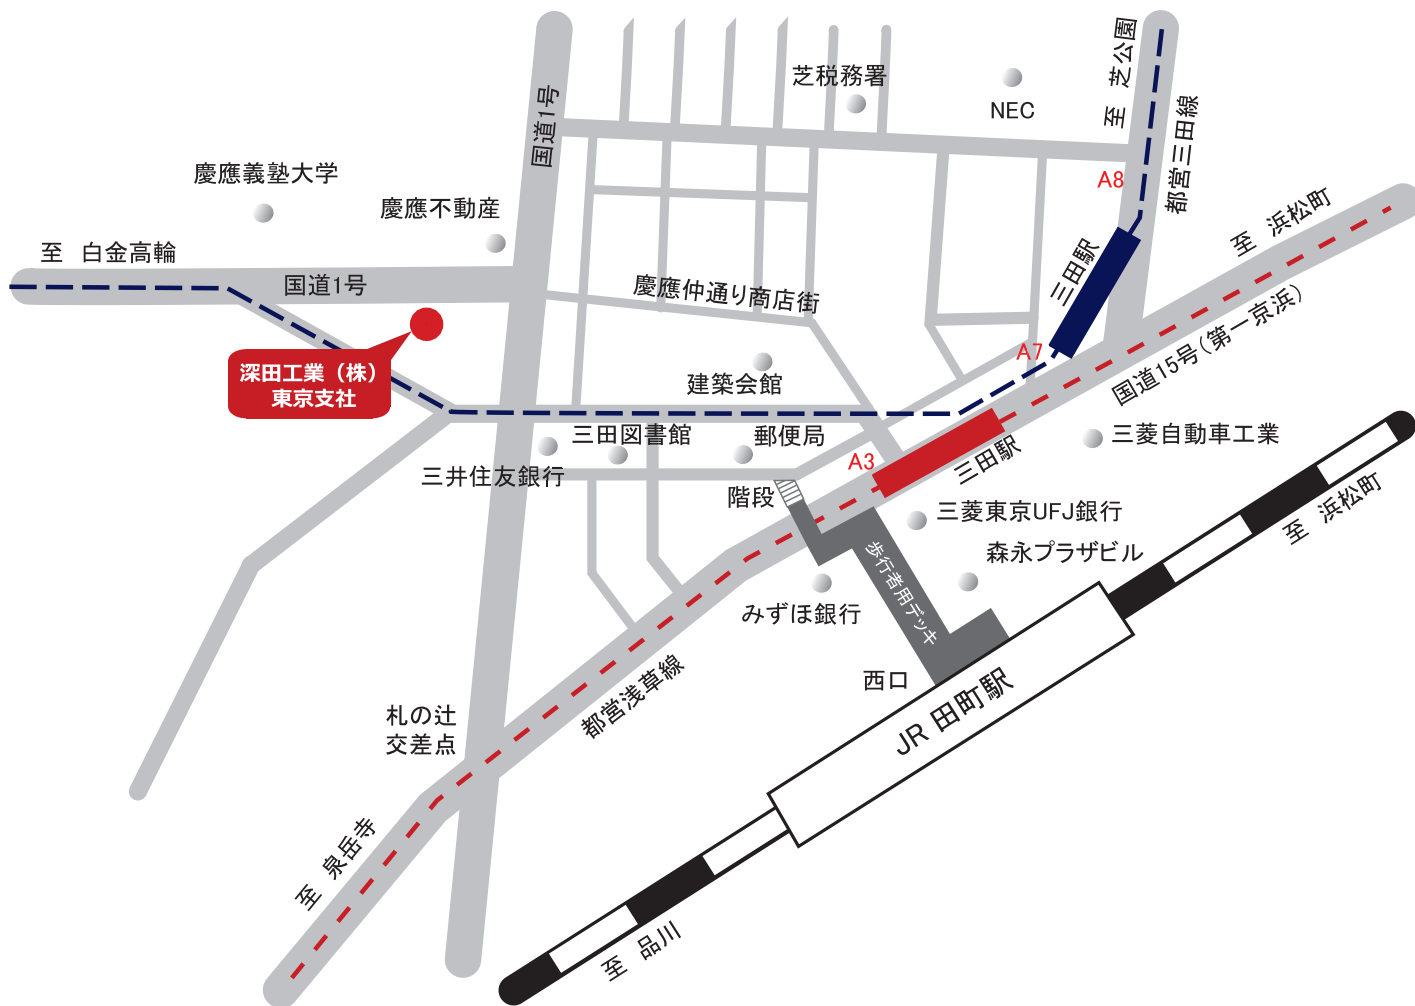 至 芝公園
芝税務署
NEC
国道1号
都営三田線
A8
慶應義塾大学
慶應不動産
至 浜松町
至 白金高輪
国道1号
三田駅
慶應仲通り商店街
国道15号(第一京浜)
A7
深田工業（株）
東京支社
建築会館
三田図書館
郵便局
三菱自動車工業
A3
三田駅
三井住友銀行
階段
三菱東京UFJ銀行
至 浜松町
森永プラザビル
歩行者用デッキ
みずほ銀行
西口
都営浅草線
JR 田町駅
札の辻
交差点
至 泉岳寺
至 品川